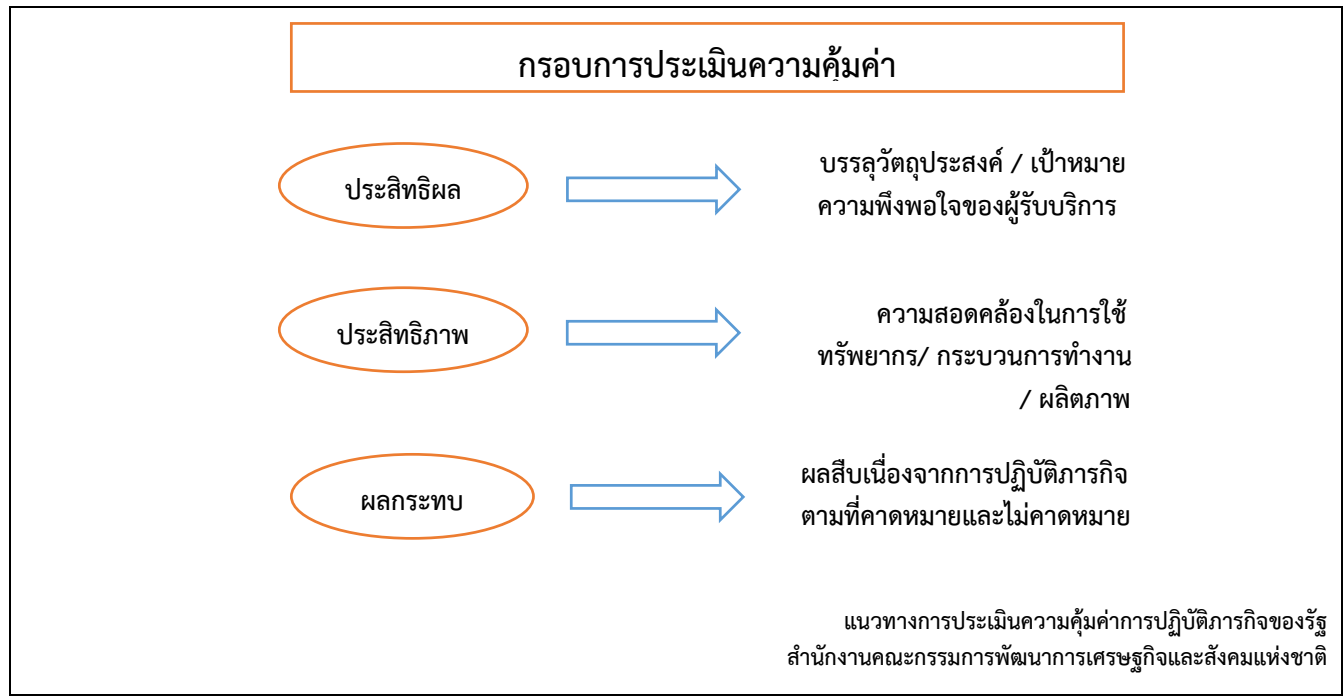 กรอบการประเมินความคุ้มค่า
ประสิทธิผล
บรรลุวัตถุประสงค์ / เป้าหมาย
ความพึงพอใจของผู้รับบริการ
ประสิทธิภาพ
ความสอดคล้องในการใช้
ทรัพยากร/ กระบวนการทำงาน
/ ผลิตภาพ
ผลกระทบ
ผลสืบเนื่องจากการปฏิบัติภารกิจ
ตามที่คาดหมายและไม่คาดหมาย
แนวทางการประเมินความคุ้มค่าการปฏิบัติภารกิจของรัฐ
สำนักงานคณะกรรมการพัฒนาการเศรษฐกิจและสังคมแห่งชาติ